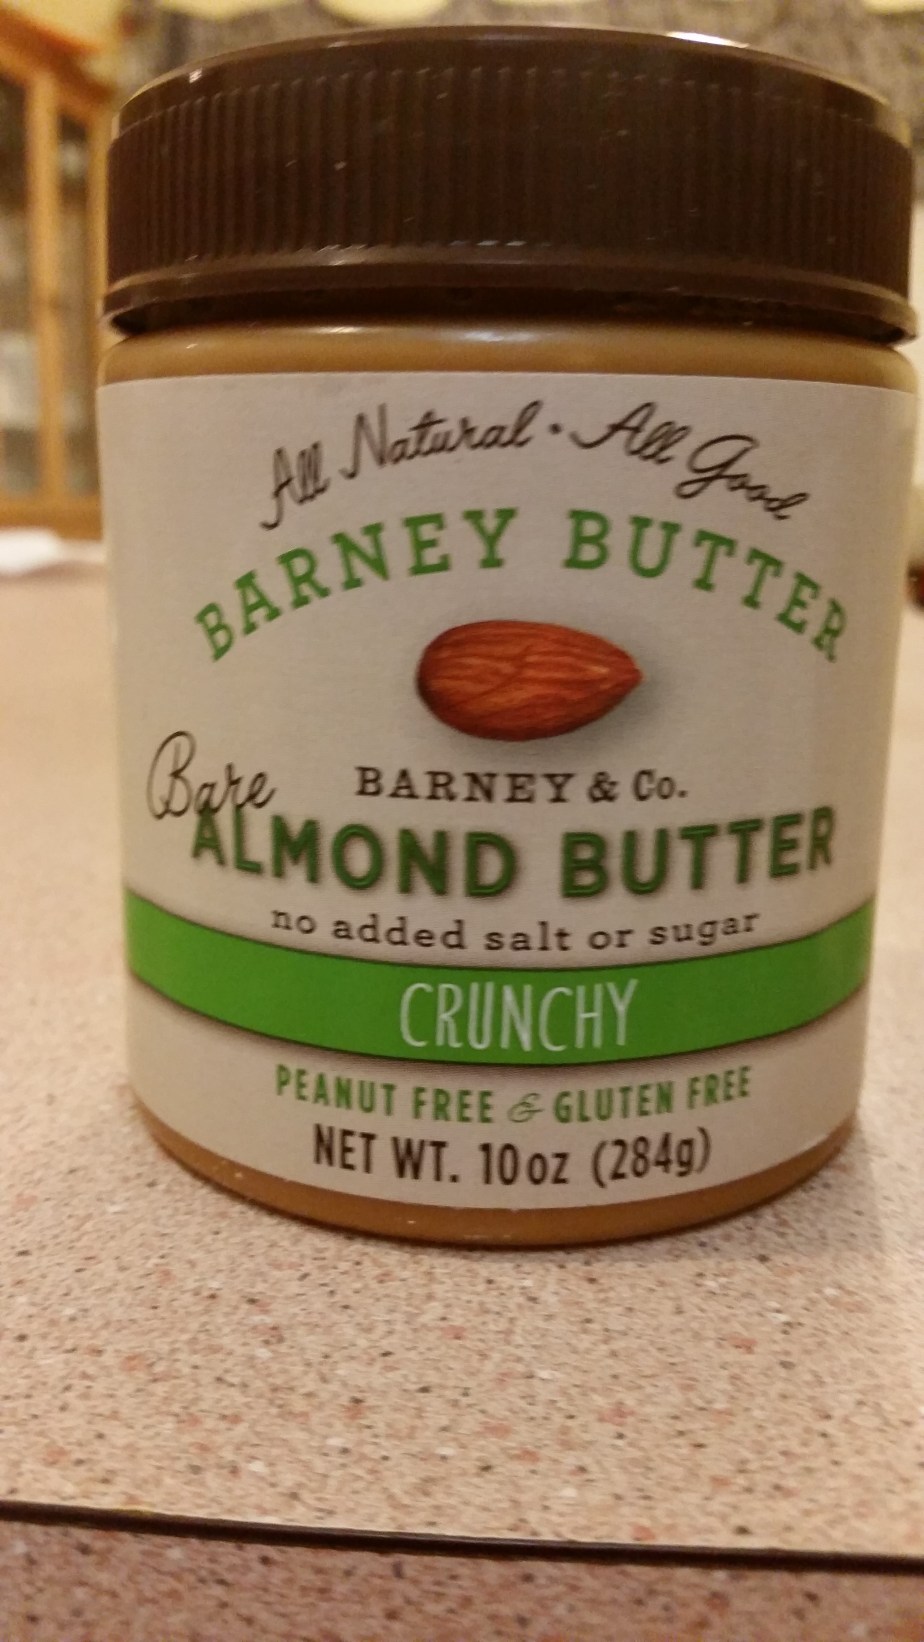 All Natural • All Good
BARNEY BUTTER
BARNEY & Co.
Bare
ALMOND BUTTER
no added salt or sugar
CRUNCHY
PEANUT FREE & GLUTEN FREE
NET WT. 10oz (284g)